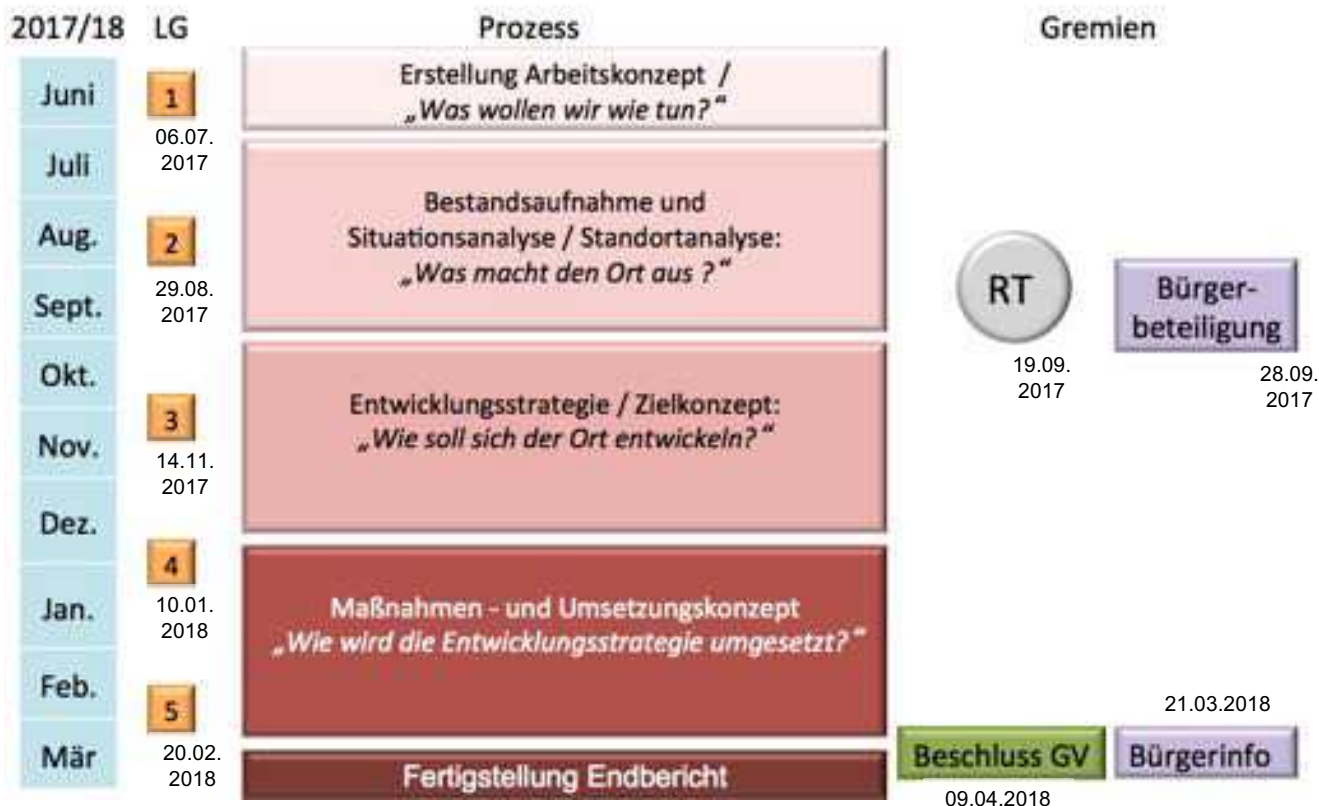 2017/18 LG Prozess Gremien
Juni
Juli
Aug.
Sept.
Okt.
Nov.
Dez.
Jan.
Feb.
Mär
1
06.07.
2017
2
29.08.
2017
3
14.11.
2017
4
10.01.
2018
5
20.02.
2018
Erstellung Arbeitskonzept /
„Was wollen wir wie tun?“
Bestandsaufnahme und
Situationsanalyse / Standortanalyse:
„Was macht den Ort aus ?“
Entwicklungsstrategie / Zielkonzept:
„Wie soll sich der Ort entwickeln?“
Maßnahmen - und Umsetzungskonzept
„Wie wird die Entwicklungsstrategie umgesetzt?“
Fertigstellung Endbericht
RT
19.09.
2017
Bürger-
beteiligung
28.09.
2017
21.03.2018
Beschluss GV
Bürgerinfo
09.04.2018